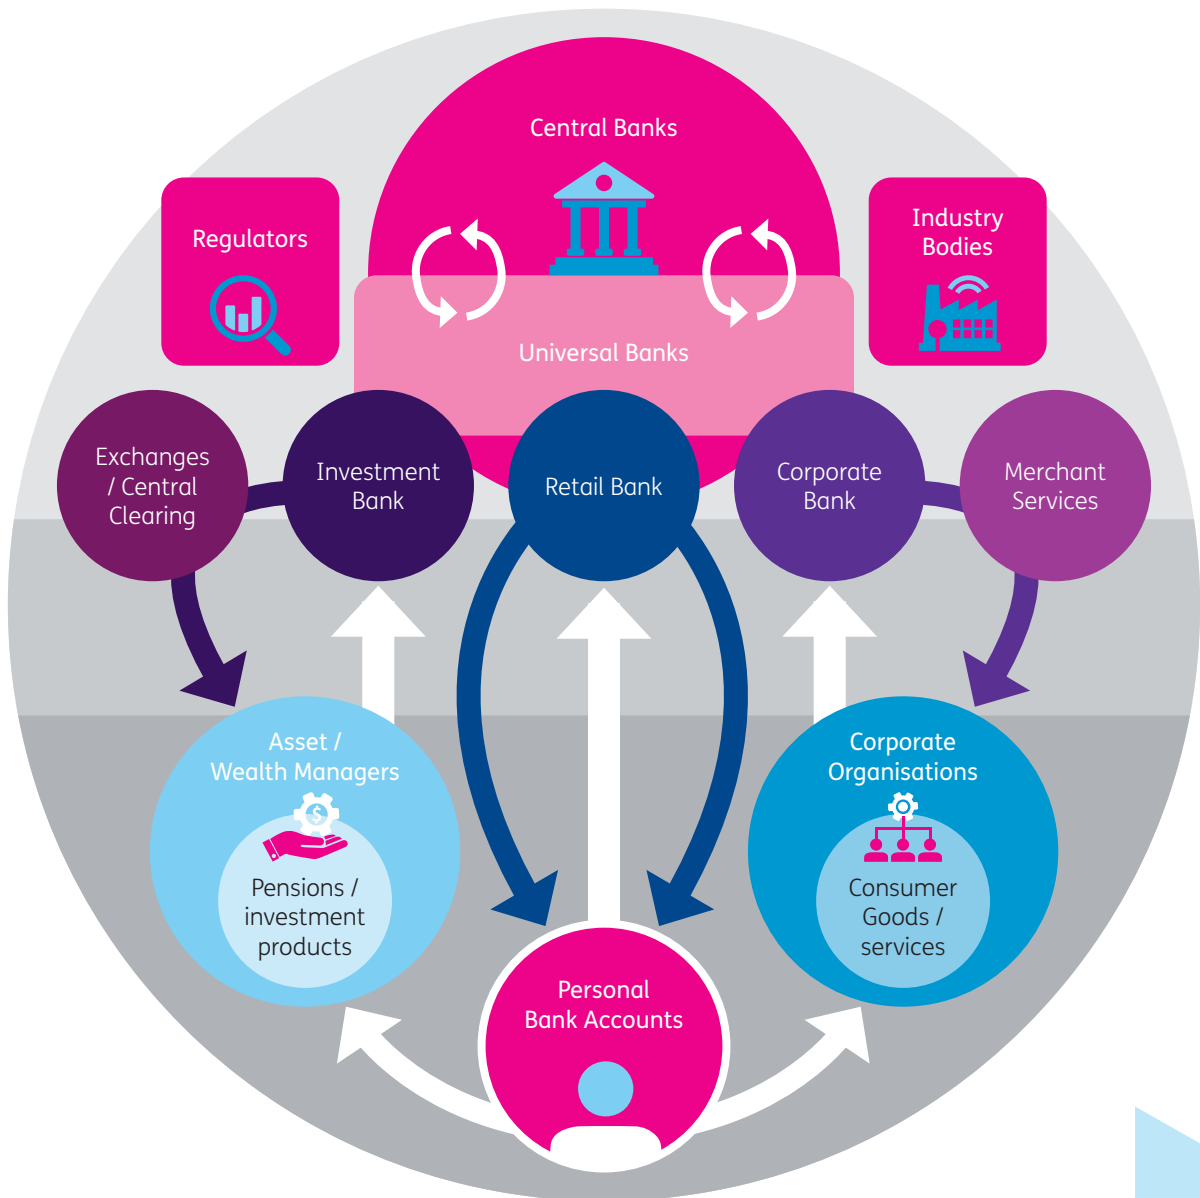 Central Banks
Regulators
Industry
Bodies
Universal Banks
Exchanges
/ Central
Clearing
Investment
Bank
Retail Bank
Corporate
Bank
Merchant
Services
Asset /
Wealth Managers
$
Pensions /
investment
products
Corporate
Organisations
Consumer
Goods /
services
Personal
Bank Accounts